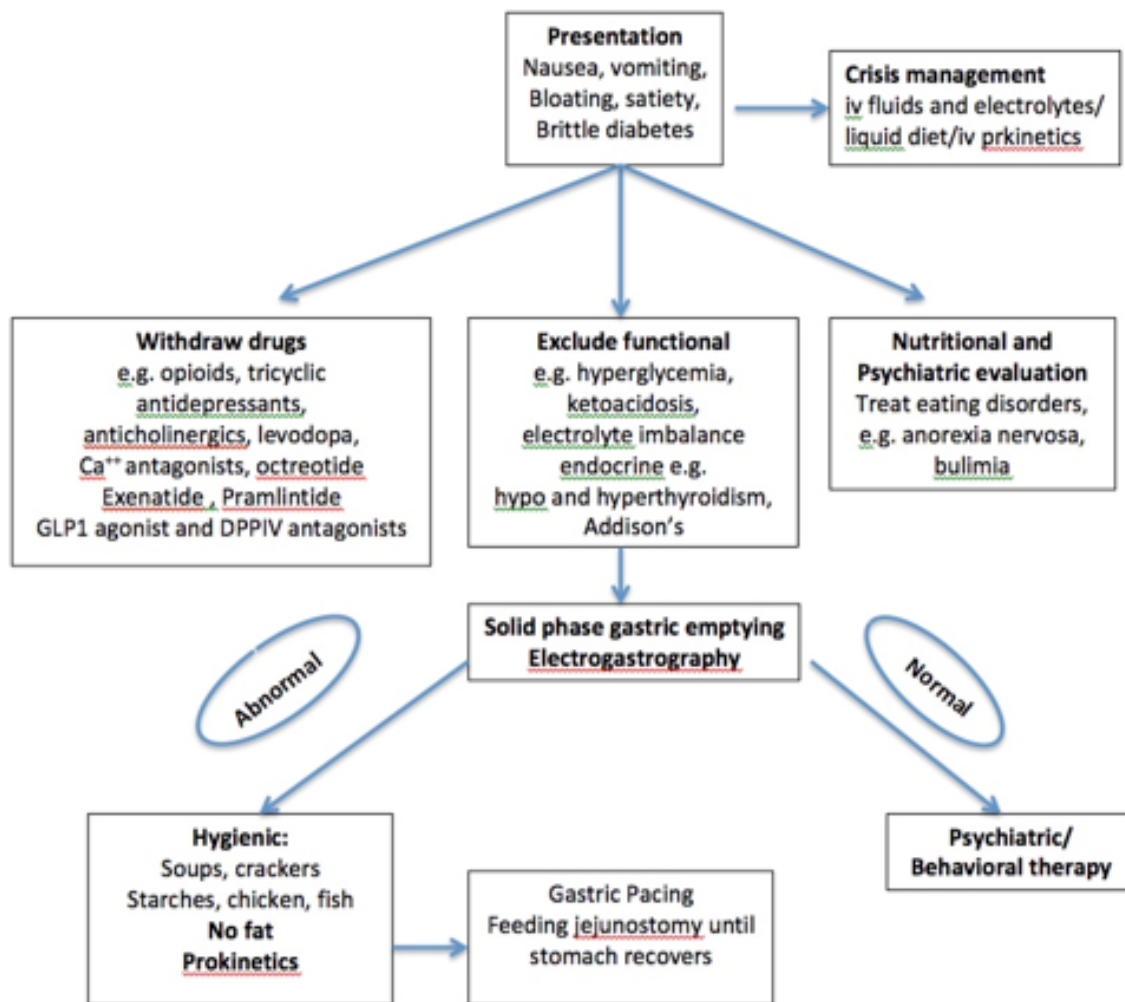 Presentation
Nausea, vomiting,
Bloating, satiety,
Brittle diabetes
Crisis management
iv fluids and electrolytes/
liquid diet/iv prkinetics
Withdraw drugs
e.g. opioids, tricyclic
antidepressants,
anticholinergics, levodopa,
Ca⁺⁺ antagonists, octreotide
Exenatide , Pramlintide
GLP1 agonist and DPPIV antagonists
Exclude functional
e.g. hyperglycemia,
ketoacidosis,
electrolyte imbalance
endocrine e.g.
hypo and hyperthyroidism,
Addison’s
Nutritional and
Psychiatric evaluation
Treat eating disorders,
e.g. anorexia nervosa,
bulimia
Solid phase gastric emptying
Electrogastrography
Abnormal
Normal
Hygienic:
Soups, crackers
Starches, chicken, fish
No fat
Prokinetics
Gastric Pacing
Feeding jejunostomy until
stomach recovers
Psychiatric/
Behavioral therapy